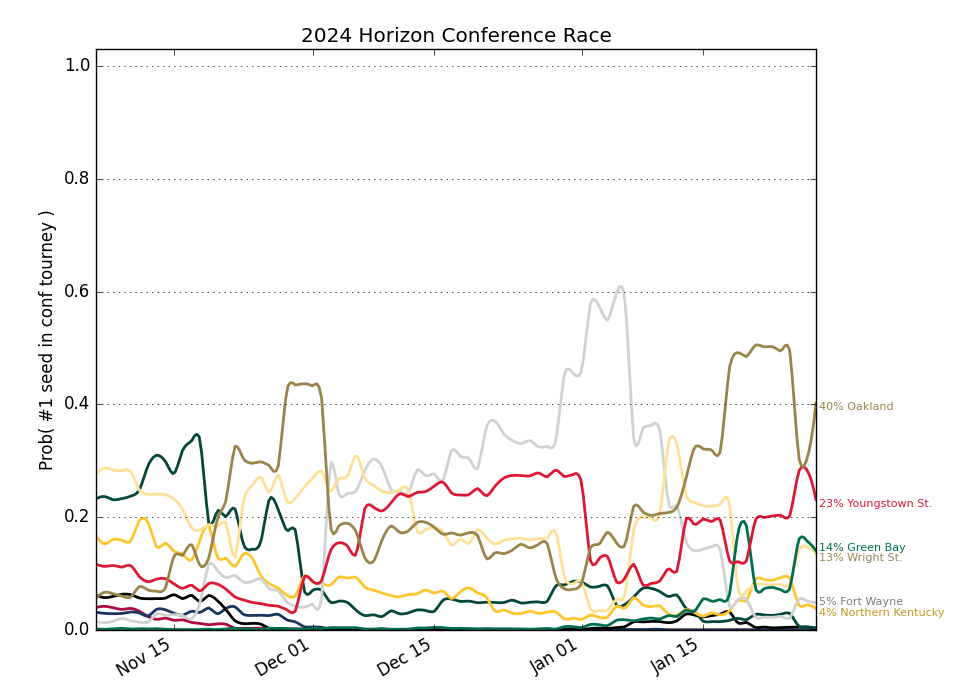 2024 Horizon Conference Race
Prob( #1 seed in conf tourney )
1.0
0.8
0.6
0.4
0.2
0.0
40% Oakland
23% Youngstown St.
14% Green Bay
13% Wright St.
5% Fort Wayne
4% Northern Kentucky
Nov 15
Dec 01
Dec 15
Jan 01
Jan 15